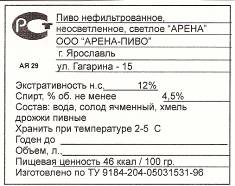 Пиво нефильтрованное,
неосветленное, светлое "АРЕНА"
ООО "АРЕНА-ПИВО"
г. Ярославль
AR 29 ул. Гагарина - 15
Экстративность н.с. 12%
Спирт, % об. не менее 4,5%
Состав: вода, солод ячменный, хмель
дрожжи пивные
Хранить при температуре 2-5 С
Годен до
Объем, л..
Пищевая ценность 46 ккал / 100 гр.
Изготовлено по ТУ 9184-204-05031531-96